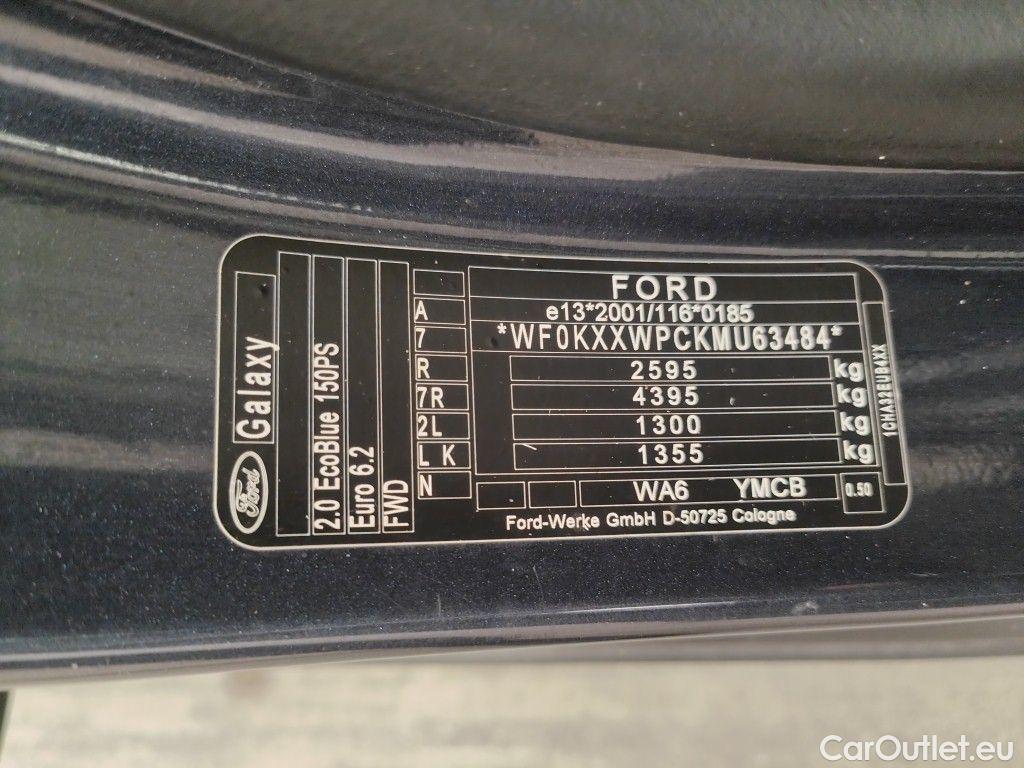 Galaxy
Ford
2.0 EcoBlue 150PS
Euro 6.2
FWD
A
7
R
7R
2L
L K
N
FORD
e13*2001/116*0185
*WF0KXXWPCKMU63484*
2595 kg
4395 kg
1300 kg
1355 kg
WA6 YMCB 0.50
Ford-Werke GmbH D-50725 Cologne
CarOutlet.eu